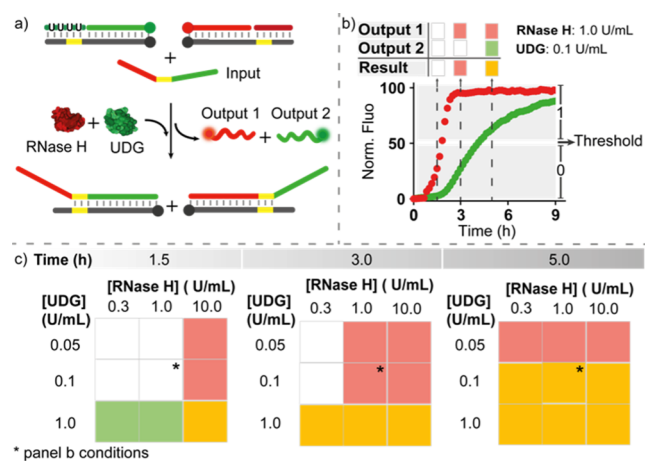 a)
UUUU
+
Input
RNase H
+
UDG
Output 1
+
Output 2
+
b)
Output 1
Output 2
Result
RNase H: 1.0 U/mL
UDG: 0.1 U/mL
Norm. Fluo
100
50
0
0 3 6 9
Time (h)
1
Threshold
0
c) Time (h) 1.5 3.0 5.0
[RNase H] ( U/mL)
[UDG] 0.3 1.0 10.0
(U/mL)
0.05
0.1 *
1.0
[RNase H] ( U/mL)
[UDG] 0.3 1.0 10.0
(U/mL)
0.05
0.1 *
1.0
[RNase H] ( U/mL)
[UDG] 0.3 1.0 10.0
(U/mL)
0.05
0.1 *
1.0
* panel b conditions